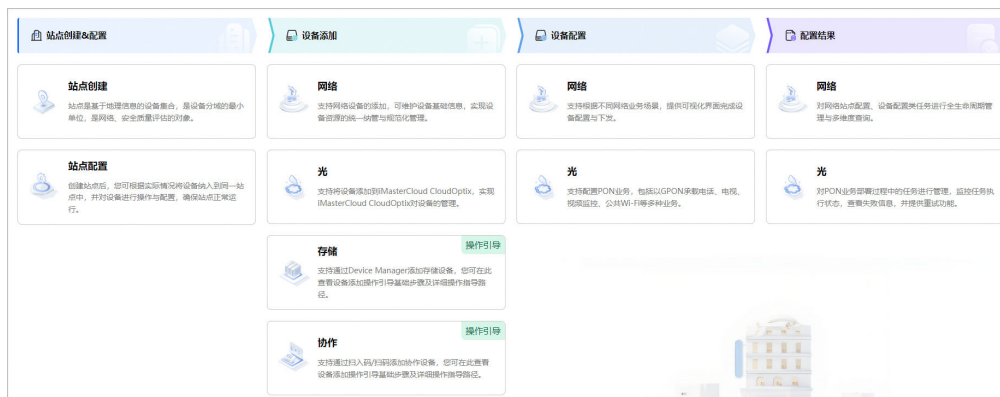 站点创建&配置
设备添加
设备配置
配置结果
站点创建
站点是基于地理信息的设备集合，是设备分域的最小
单位，是网络、安全质量评估的对象。
站点配置
创建站点后，您可根据实际情况将设备纳入到同一站
点中，并对设备进行操作与配置，确保站点正常运
行。
网络
支持网络设备的添加，可维护设备基础信息，实现设
备资源的统一纳管与规范化管理。
光
支持将设备添加到iMasterCloud CloudOptix，实现
iMasterCloud CloudOptix对设备的管理。
操作引导
存储
支持通过Device Manager添加存储设备，您可在此
查看设备添加操作引导基础步骤及详细操作指导路
径。
操作引导
协作
支持通过扫入码/扫码添加协作设备，您可在此查看
设备添加操作引导基础步骤及详细操作指导路径。
网络
支持根据不同网络业务场景，提供可视化界面完成设
备配置与下发。
光
支持配置PON业务，包括以GPON承载电话、电视、
视频监控、公共Wi-Fi等多种业务。
网络
对网络站点配置、设备配置类任务进行全生命周期管
理与多维度查询。
光
对PON业务部署过程中的任务进行管理，监控任务执
行状态，查看失败信息，并提供重试功能。